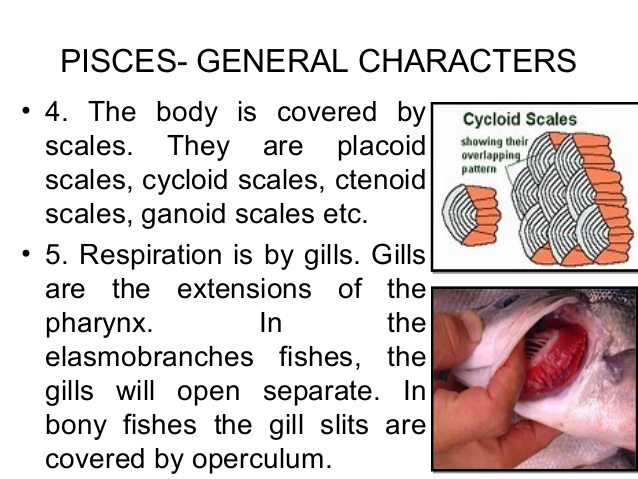 PISCES- GENERAL CHARACTERS
• 4. The body is covered by
scales. They are placoid
scales, cycloid scales, ctenoid
scales, ganoid scales etc.
• 5. Respiration is by gills. Gills
are the extensions of the
pharynx. In the
elasmobranches fishes, the
gills will open separate. In
bony fishes the gill slits are
covered by operculum.
Cycloid Scales
showing their
overlapping
pattern